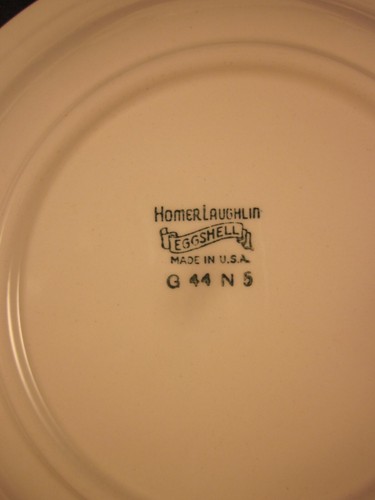 HOMER LAUGHLIN
EGGSHELL
MADE IN U.S.A.
G 44 N 5